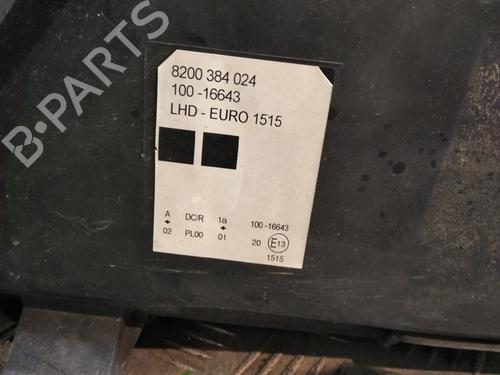 B-PARTS
8200 384 024
100 -16643
LHD - EURO 1515
A DC/R 1a 100 -16643
02 PL00 01 20 E13
1515